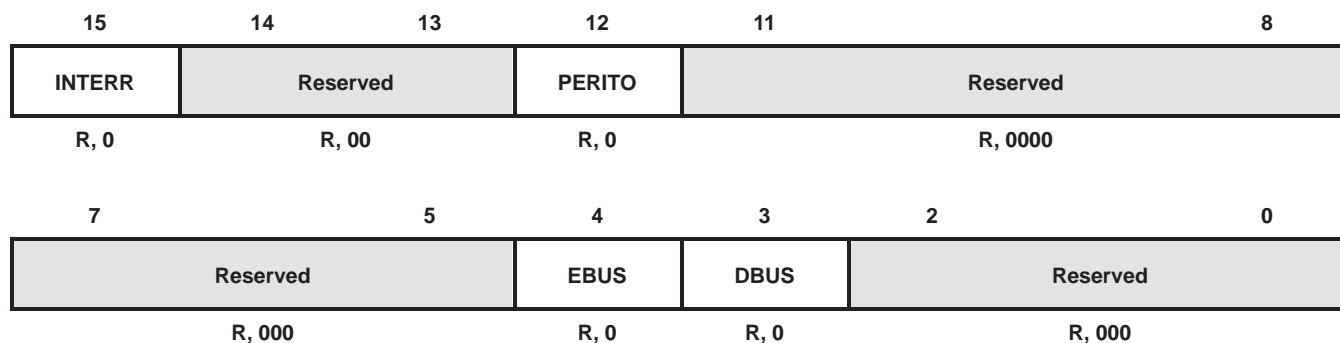 15 14 13 12 11 8
INTERR Reserved PERITO Reserved
R, 0 R, 00 R, 0 R, 0000
7 5 4 3 2 0
Reserved EBUS DBUS Reserved
R, 000 R, 0 R, 0 R, 000